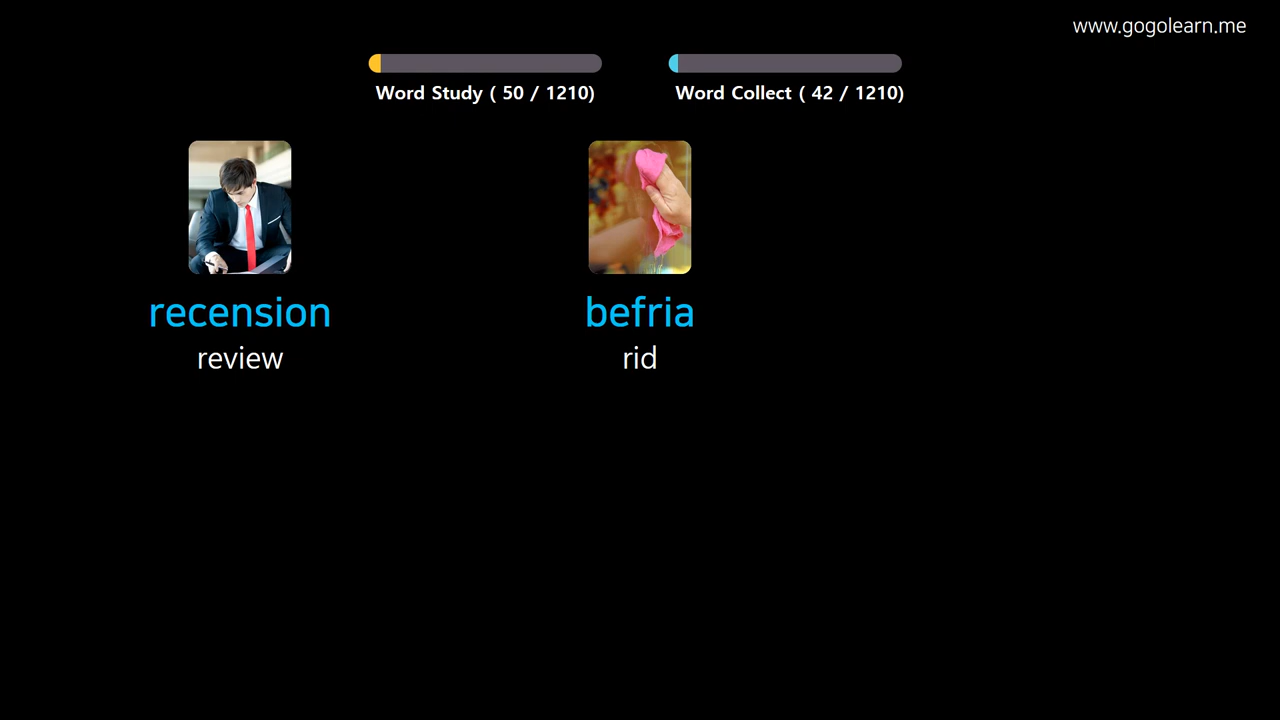 www.gogolearn.me
Word Study ( 50 / 1210)
Word Collect ( 42 / 1210)
recension
review
befria
rid